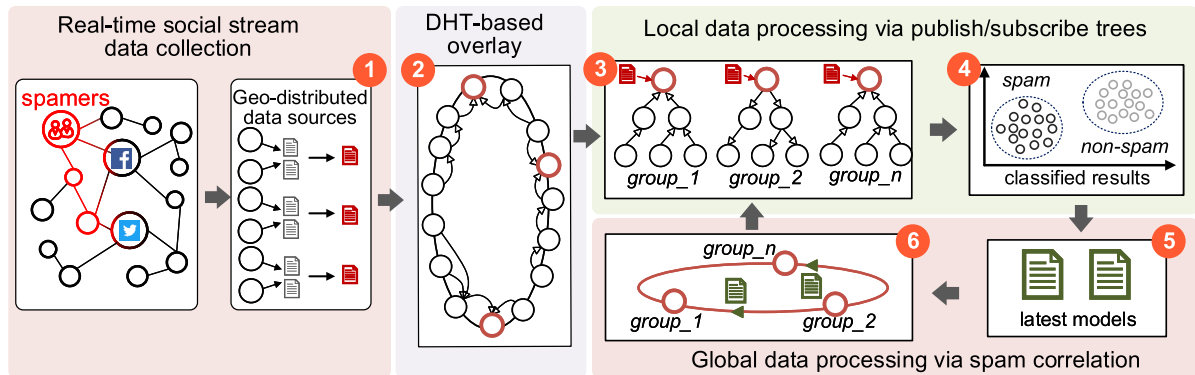 Real-time social stream
data collection
spamers
1
Geo-distributed
data sources
DHT-based
overlay
2
Local data processing via publish/subscribe trees
3
group_1
group_2
group_n
4
spam
non-spam
classified results
5
latest models
6
group_n
group_1
group_2
Global data processing via spam correlation